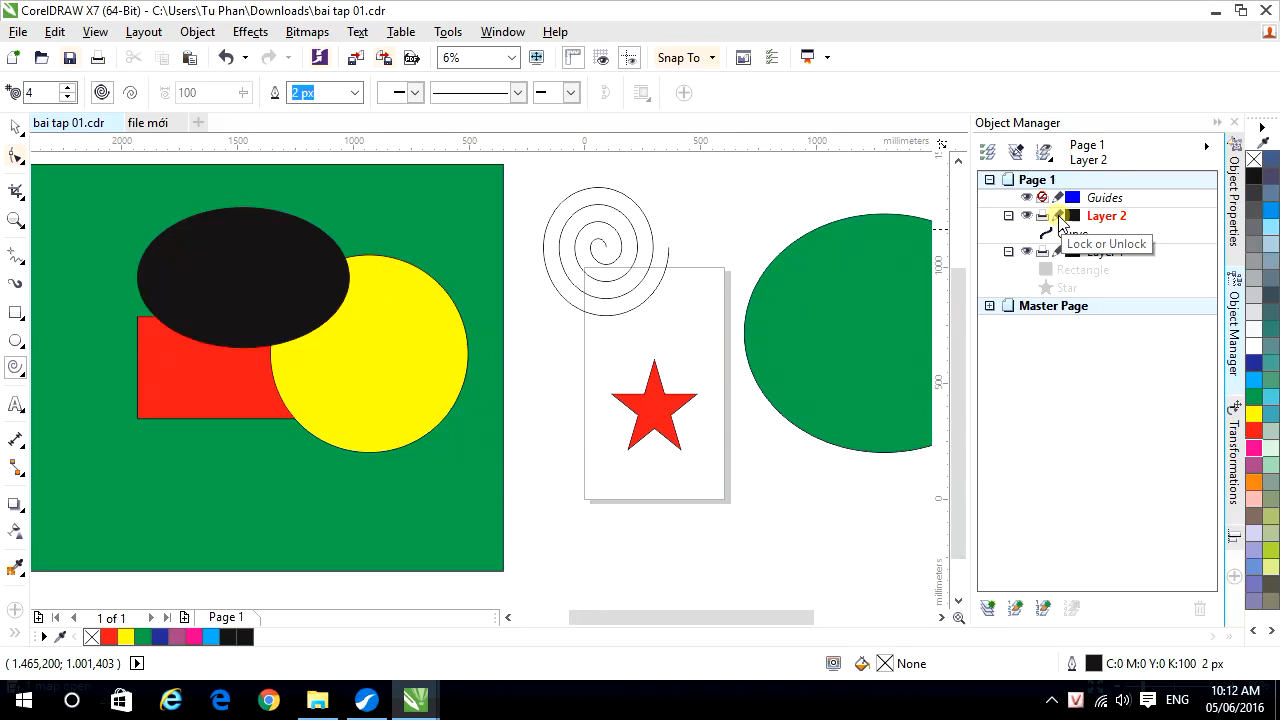 CorelDRAW X7 (64-Bit) - C:\Users\Tu Phan\Downloads\bai tap 01.cdr
File Edit View Layout Object Effects Bitmaps Text Table Tools Window Help
6% Snap To
4 100 2 px
bai tap 01.cdr file mới
2000 1500 1000 500 0 500 1000 millimeters
1000
500
0
millimeters
Object Manager
Page 1
Layer 2
Page 1
Guides
Layer 2
Curve
Lock or Unlock
Rectangle
Star
Master Page
Object Properties
Object Manager
Transformations
1 of 1 Page 1
( 1.465,200; 1.001,403 ) None C:0 M:0 Y:0 K:100 2 px
ENG 10:12 AM
05/06/2016